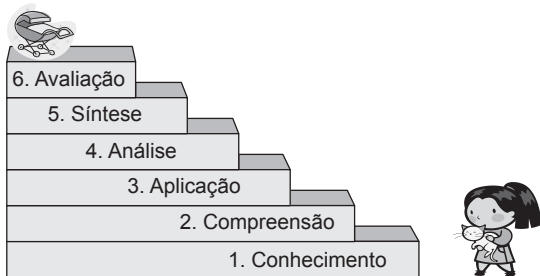 6. Avaliação
5. Síntese
4. Análise
3. Aplicação
2. Compreensão
1. Conhecimento